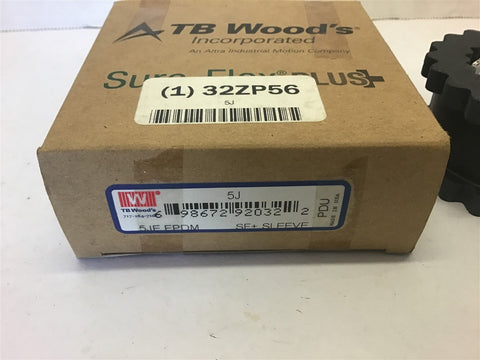 TB Wood's®
Incorporated
An Altra Industrial Motion Company
Sure-Flex® PLUS+
(1) 32ZP56
5J
W
TB Wood's
5J
6 98672 92032 2
5JE EPDM SF+ SLEEVE
PDU
MADE IN USA